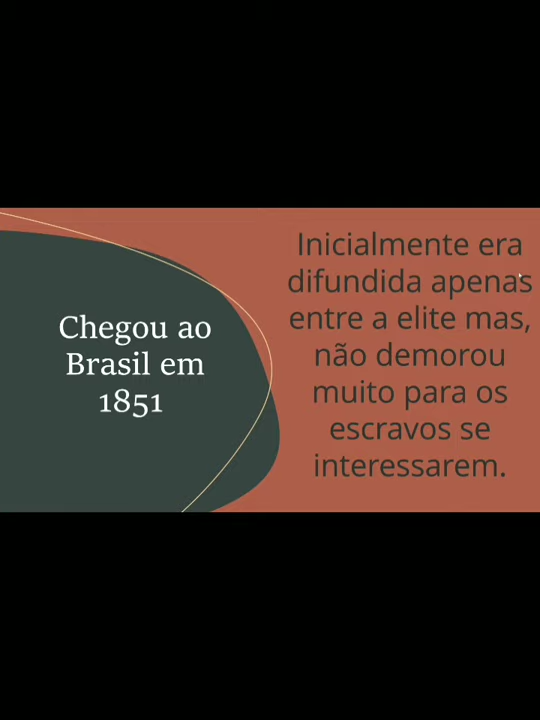 Chegou ao
Brasil em
1851
Inicialmente era
difundida apenas
entre a elite mas,
não demorou
muito para os
escravos se
interessarem.